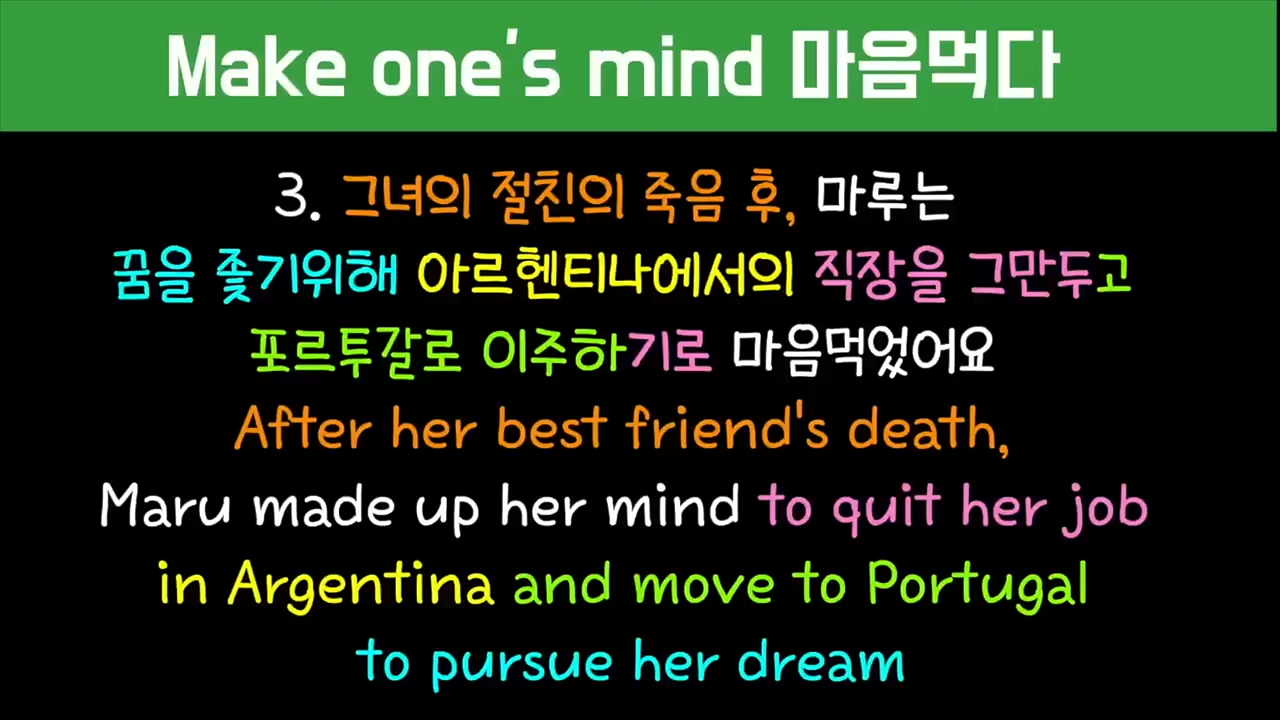 Make one's mind 마음먹다
3. 그녀의 절친의 죽음 후, 마루는
꿈을 좇기위해 아르헨티나에서의 직장을 그만두고
포르투갈로 이주하기로 마음먹었어요
After her best friend's death,
Maru made up her mind to quit her job
in Argentina and move to Portugal
to pursue her dream